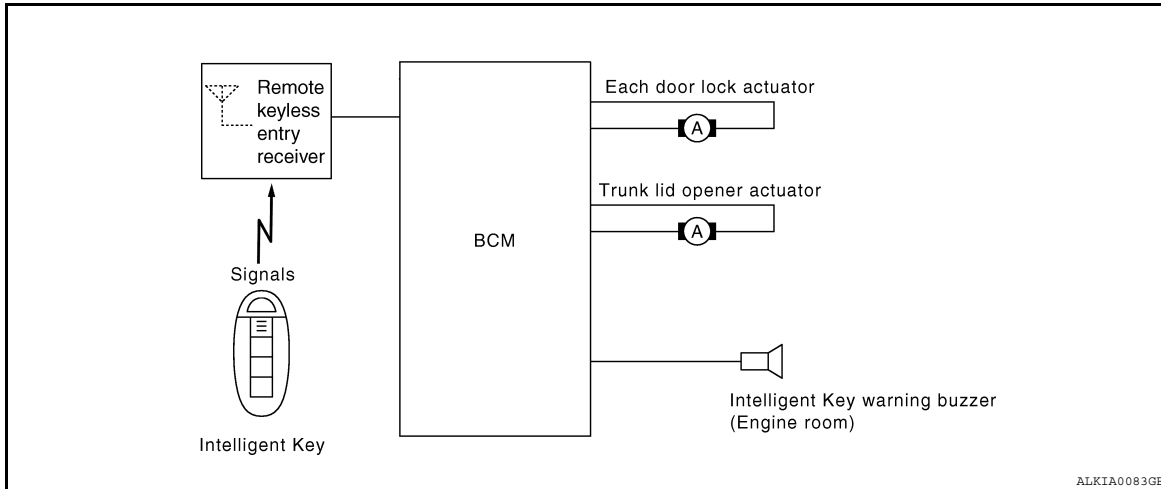 Remote
keyless
entry
receiver
Signals
Intelligent Key
BCM
Each door lock actuator
A
Trunk lid opener actuator
A
Intelligent Key warning buzzer
(Engine room)
ALKIA0083GB